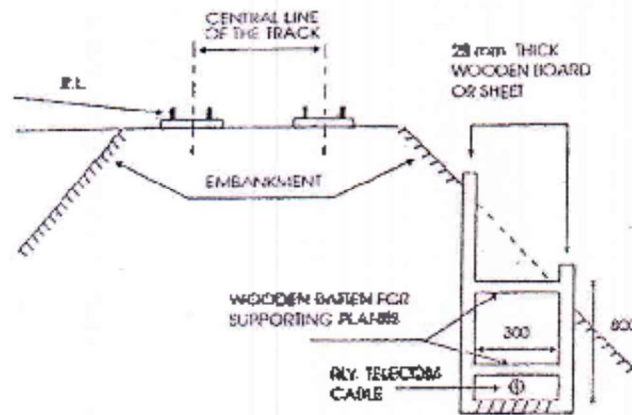 CENTRAL LINE
OF THE TRACK
28 mm THICK
WOODEN BOARD
OR SHEET
R.L.
EMBANKMENT
WOODEN BATTEN FOR
SUPPORTING PLANKS
300
RLY. TELECOM
CABLE